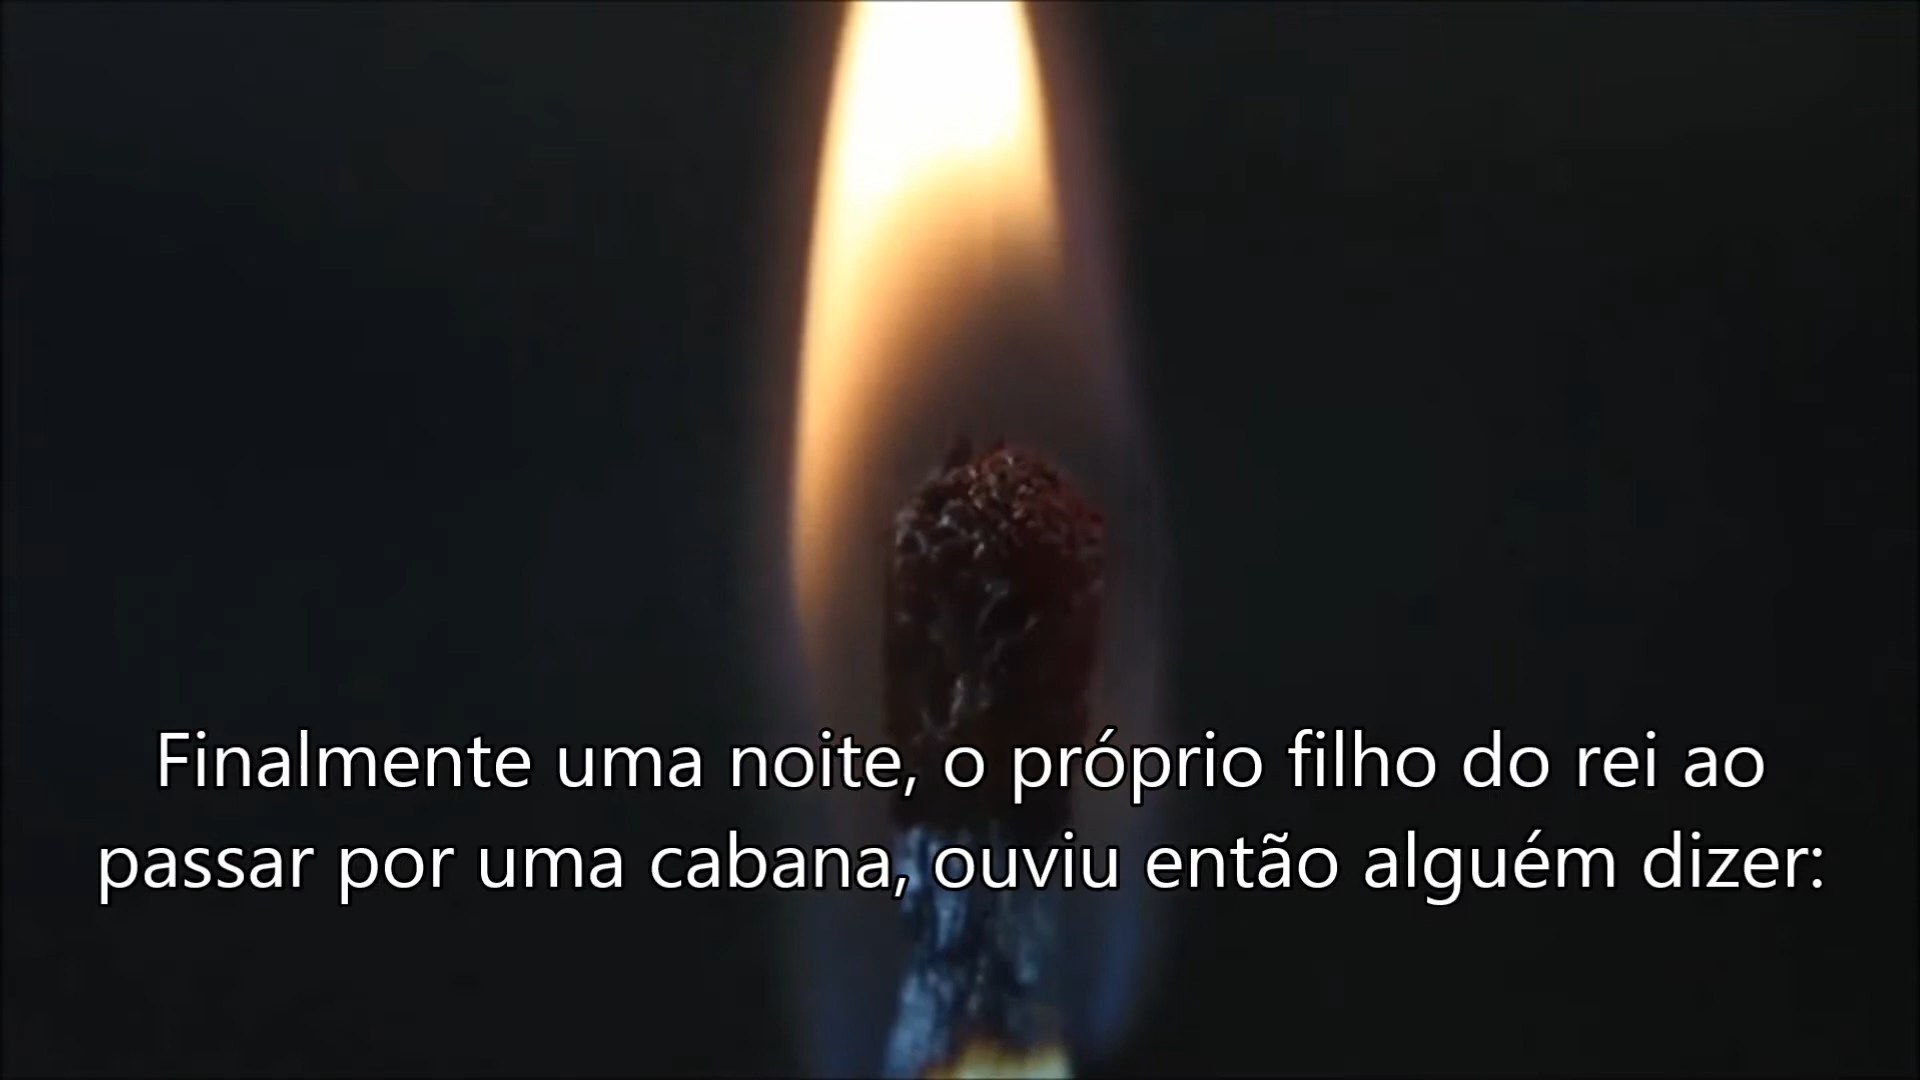 Finalmente uma noite, o próprio filho do rei ao
passar por uma cabana, ouviu então alguém dizer: